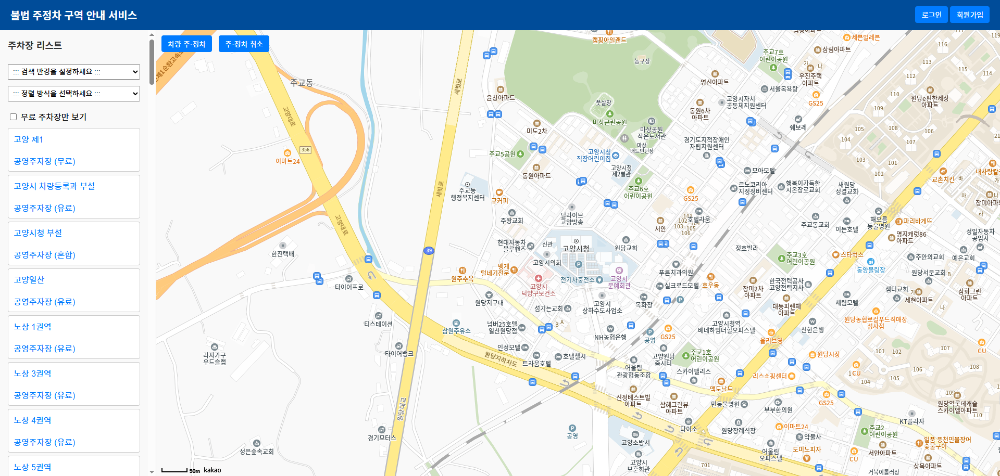 불법 주정차 구역 안내 서비스
로그인
회원가입
주차장 리스트
::: 검색 반경을 설정하세요 :::
::: 정렬 방식을 선택하세요 :::
무료 주차장만 보기
고양 제1
공영주차장 (무료)
고양시 차량등록과 부설
공영주차장 (유료)
고양시청 부설
공영주차장 (혼합)
고양일산
공영주차장 (유료)
노상 1권역
공영주차장 (유료)
노상 3권역
공영주차장 (유료)
노상 4권역
공영주차장 (유료)
노상 5권역
차량 주·정차
주·정차 취소
캠핑아일랜드
세븐일레븐
삼림아파트
주교7호
어린이공원
농구장
우진주택
아파트
영신아파트
서울목욕탕
GS25
주교동
윤창아파트
풋살장
마상근린공원
고양시자치
공동체지원센터
동원6차
아파트
원당e편한세상
아파트
쉐보레
고양대로
새빛로
미도2차
마상공원
작은도서관
마상
배드민턴장
경기도지적장애인
자립지원센터
356
이마트24
주교5공원
고양시청
직장어린이집
고양시청
제2별관
모아모텔
동원아파트
주교동
행정복지센터
큐커피
주교6호
어린이공원
르노코리아
지정정비센터
행복이가득한
시온장로교회
새원당
성결교회
교촌치킨
GS25
주왕교회
딜라이브
고양방송
서안
호텔라움
주교동교회
이든호텔
해오름
동물병원
파리바게뜨
명지캐럿86
아파트
성일자동차
공업사
고양대로
새빛로
39
한진택배
현대자동차
블루핸즈
신관
고양시청
원당교회
고양시의회
정호빌라
주교3호
어린이공원
스타벅스
동양볼링장
주안의교회
예은교회
원당서문교회
뱅게
털네기전문
원주추옥
전기차충전소
고양시
문예회관
푸른치과의원
실크로드모텔
호우동
장미2차
아파트
한국전력공사
고양전력지사
샘터교회
세현아파트
삼화그린
아파트
타이어프로
고양시
덕양구보건소
원당지구대
섬기는교회
고양시
상하수도사업소
목화장
대동피렌체
아파트
세림모텔
원당농협로컬푸드직매장
성사점
티스테이션
삼원주유소
넘버25호텔
일산원당점
NH농협은행
공영
GS25
고양시청역
베네하임더힐오피스텔
신한은행
올리브영
타이어뱅크
인성모텔
트라움호텔
호텔첼시
원당지하차도
고양원당
줌시티
주교1호
어린이공원
원당시장
라자가구
우드슬랩
어울림
관광협동조합
스카이팰리스
리스쇼핑센터
CU
CU
맥도날드
신정베스트빌
아파트
삼혜그린뷰
아파트
민동물병원
부부한의원
GS25
원당역롯데캐슬
스카이엘아파트
KT플라자
원당대교
경기모터스
공영
다이소
원당장례식장
이마트24
약불사
주교2
어린이공원
고양소방서
성은숲속교회
어울림
오피스텔
도미노피자
CU
서안아파트
일품 풍천민물장어
숯불구이
상목아파트
고양시
보훈회관
701
거북이롤러장
50m kakao